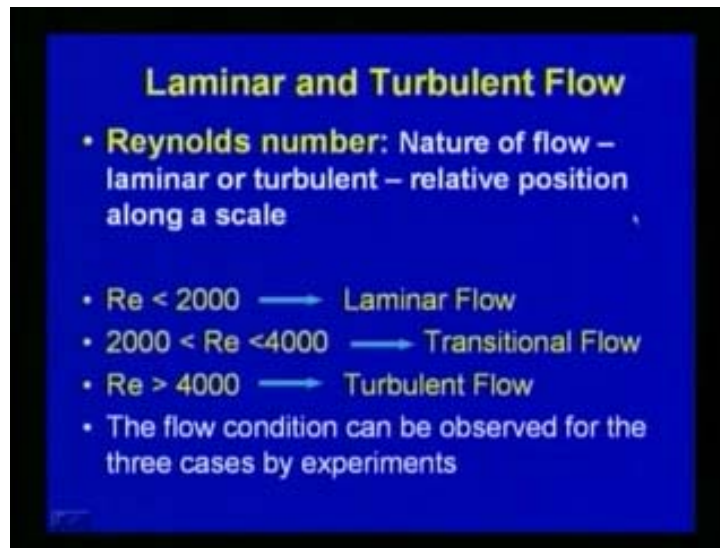 Laminar and Turbulent Flow
• Reynolds number: Nature of flow –
laminar or turbulent – relative position
along a scale
• Re < 2000 → Laminar Flow
• 2000 < Re <4000 → Transitional Flow
• Re > 4000 → Turbulent Flow
• The flow condition can be observed for the
three cases by experiments